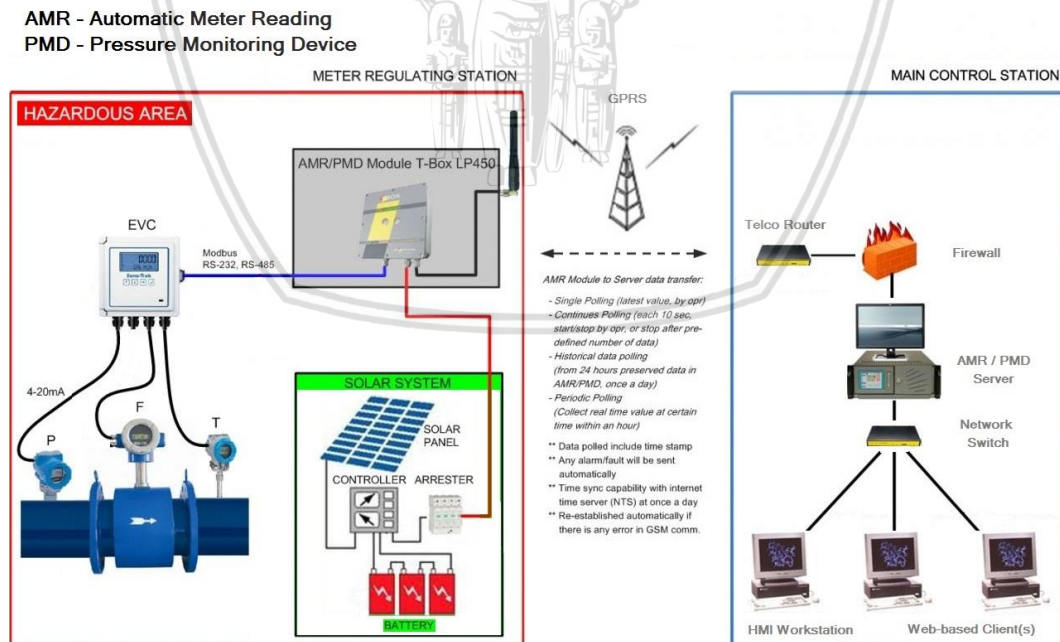 AMR - Automatic Meter Reading
PMD - Pressure Monitoring Device
METER REGULATING STATION
HAZARDOUS AREA
AMR/PMD Module T-Box LP450
EVC
Modbus
RS-232, RS-485
4-20mA
P
F
T
SOLAR SYSTEM
SOLAR
PANEL
CONTROLLER
ARRESTER
BATTERY
GPRS
AMR Module to Server data transfer:
- Single Polling (latest value, by opr)
- Continues Polling (each 10 sec,
start/stop by opr, or stop after pre-
defined number of data)
- Historical data polling
(from 24 hours preserved data in
AMR/PMD, once a day)
- Periodic Polling
(Collect real time value at certain
time within an hour)
** Data polled include time stamp
** Any alarm/fault will be sent
automatically
** Time sync capability with internet
time server (NTS) at once a day
** Re-established automatically if
there is any error in GSM comm.
MAIN CONTROL STATION
Telco Router
Firewall
AMR / PMD
Server
Network
Switch
HMI Workstation
Web-based Client(s)